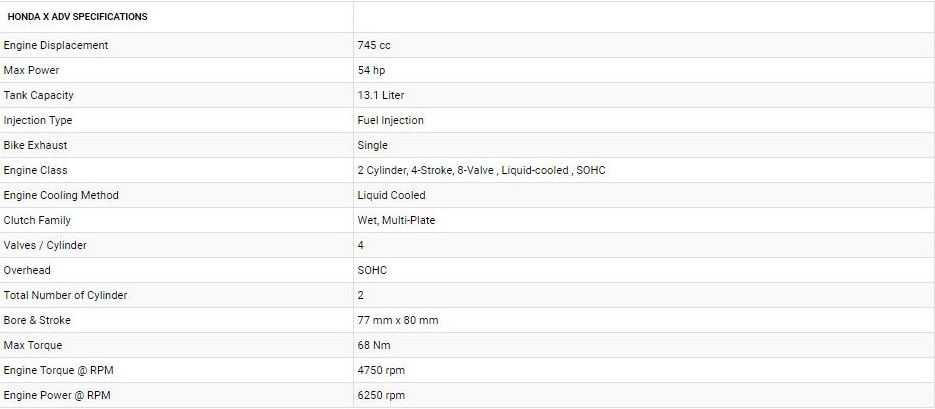 HONDA X ADV SPECIFICATIONS
Engine Displacement 745 cc
Max Power 54 hp
Tank Capacity 13.1 Liter
Injection Type Fuel Injection
Bike Exhaust Single
Engine Class 2 Cylinder, 4-Stroke, 8-Valve , Liquid-cooled , SOHC
Engine Cooling Method Liquid Cooled
Clutch Family Wet, Multi-Plate
Valves / Cylinder 4
Overhead SOHC
Total Number of Cylinder 2
Bore & Stroke 77 mm x 80 mm
Max Torque 68 Nm
Engine Torque @ RPM 4750 rpm
Engine Power @ RPM 6250 rpm